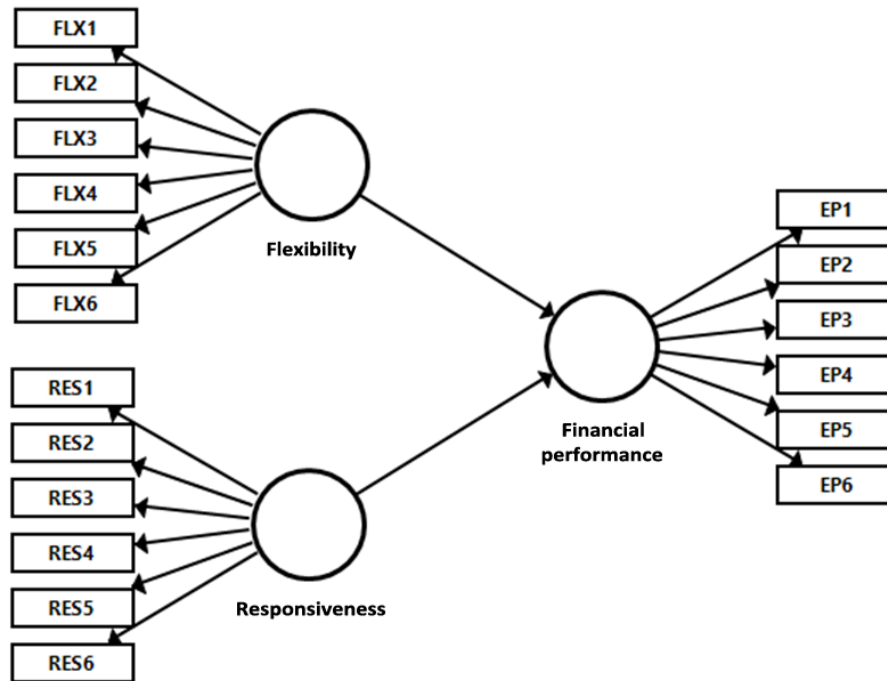 FLX1
FLX2
FLX3
FLX4
FLX5
FLX6
Flexibility
RES1
RES2
RES3
RES4
RES5
RES6
Responsiveness
Financial
performance
EP1
EP2
EP3
EP4
EP5
EP6